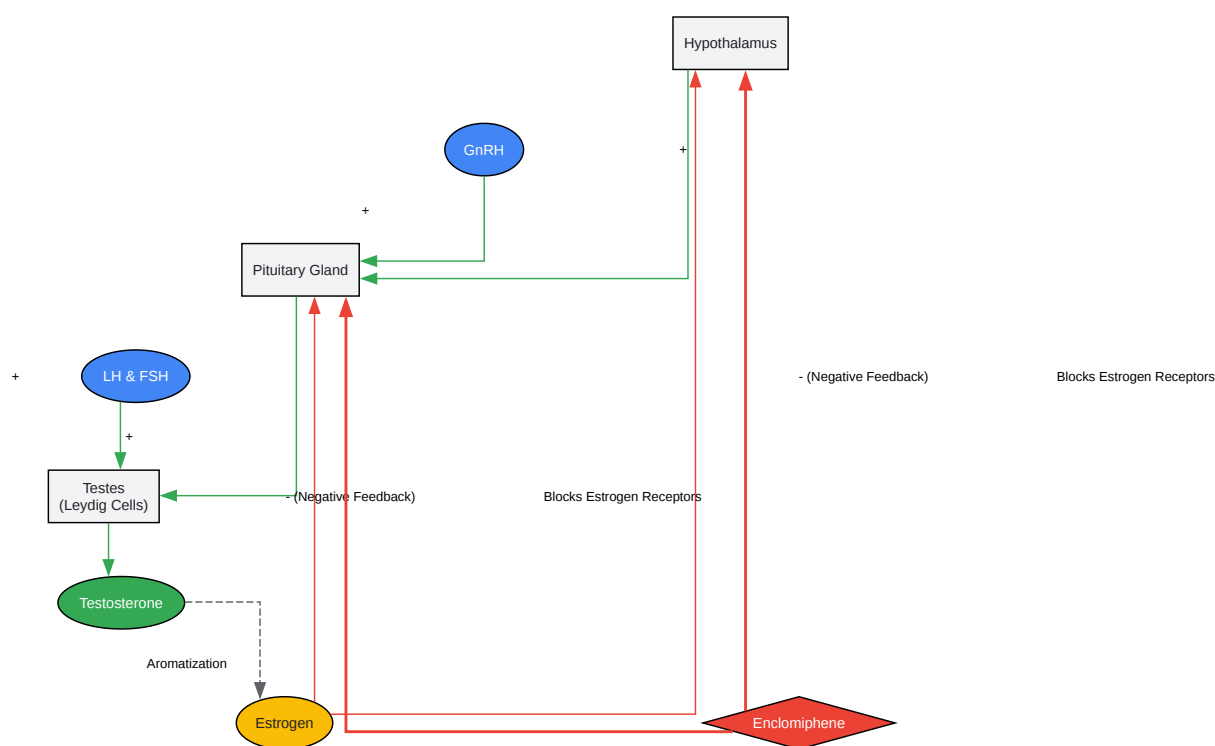 Hypothalamus
GnRH
+
+
Pituitary Gland
+
LH & FSH
- (Negative Feedback)
Blocks Estrogen Receptors
+
Testes
(Leydig Cells)
- (Negative Feedback)
Blocks Estrogen Receptors
Testosterone
Aromatization
Estrogen
Enclomiphene